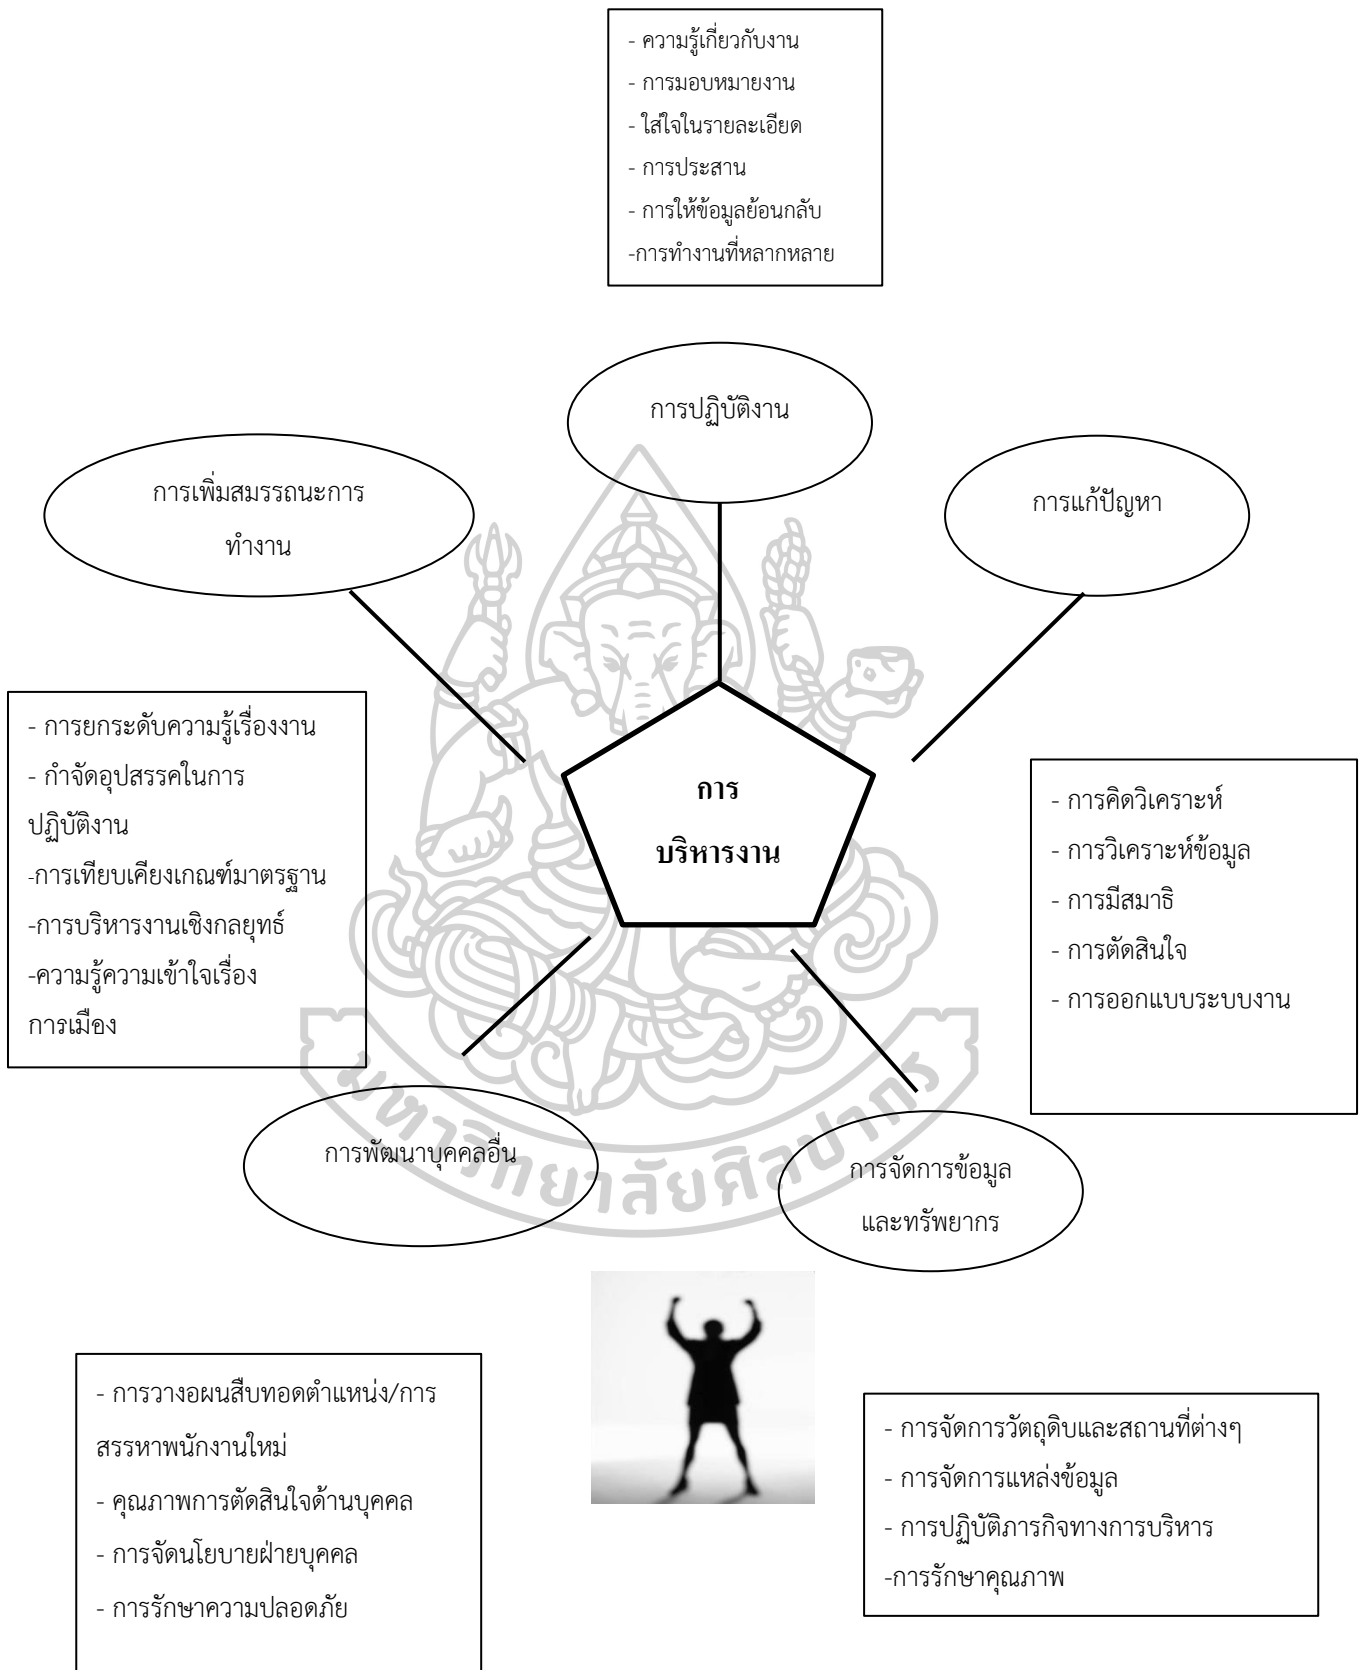 - ความรู้เกี่ยวกับงาน
- การมอบหมายงาน
- ใส่ใจในรายละเอียด
- การประสาน
- การให้ข้อมูลย้อนกลับ
-การทำงานที่หลากหลาย
การปฏิบัติงาน
การเพิ่มสมรรถนะการ
ทำงาน
การแก้ปัญหา
- การยกระดับความรู้เรื่องงาน
- กำจัดอุปสรรคในการ
ปฏิบัติงาน
-การเทียบเคียงเกณฑ์มาตรฐาน
-การบริหารงานเชิงกลยุทธ์
-ความรู้ความเข้าใจเรื่อง
การเมือง
การ
บริหารงาน
- การคิดวิเคราะห์
- การวิเคราะห์ข้อมูล
- การมีสมาธิ
- การตัดสินใจ
- การออกแบบระบบงาน
การพัฒนาบุคคลอื่น
การจัดการข้อมูล
และทรัพยากร
มหาวิทยาลัยศิลปากร
- การวางอผนสืบทอดตำแหน่ง/การ
สรรหาพนักงานใหม่
- คุณภาพการตัดสินใจด้านบุคคล
- การจัดนโยบายฝ่ายบุคคล
- การรักษาความปลอดภัย
- การจัดการวัตถุดิบและสถานที่ต่างๆ
- การจัดการแหล่งข้อมูล
- การปฏิบัติภารกิจทางการบริหาร
-การรักษาคุณภาพ